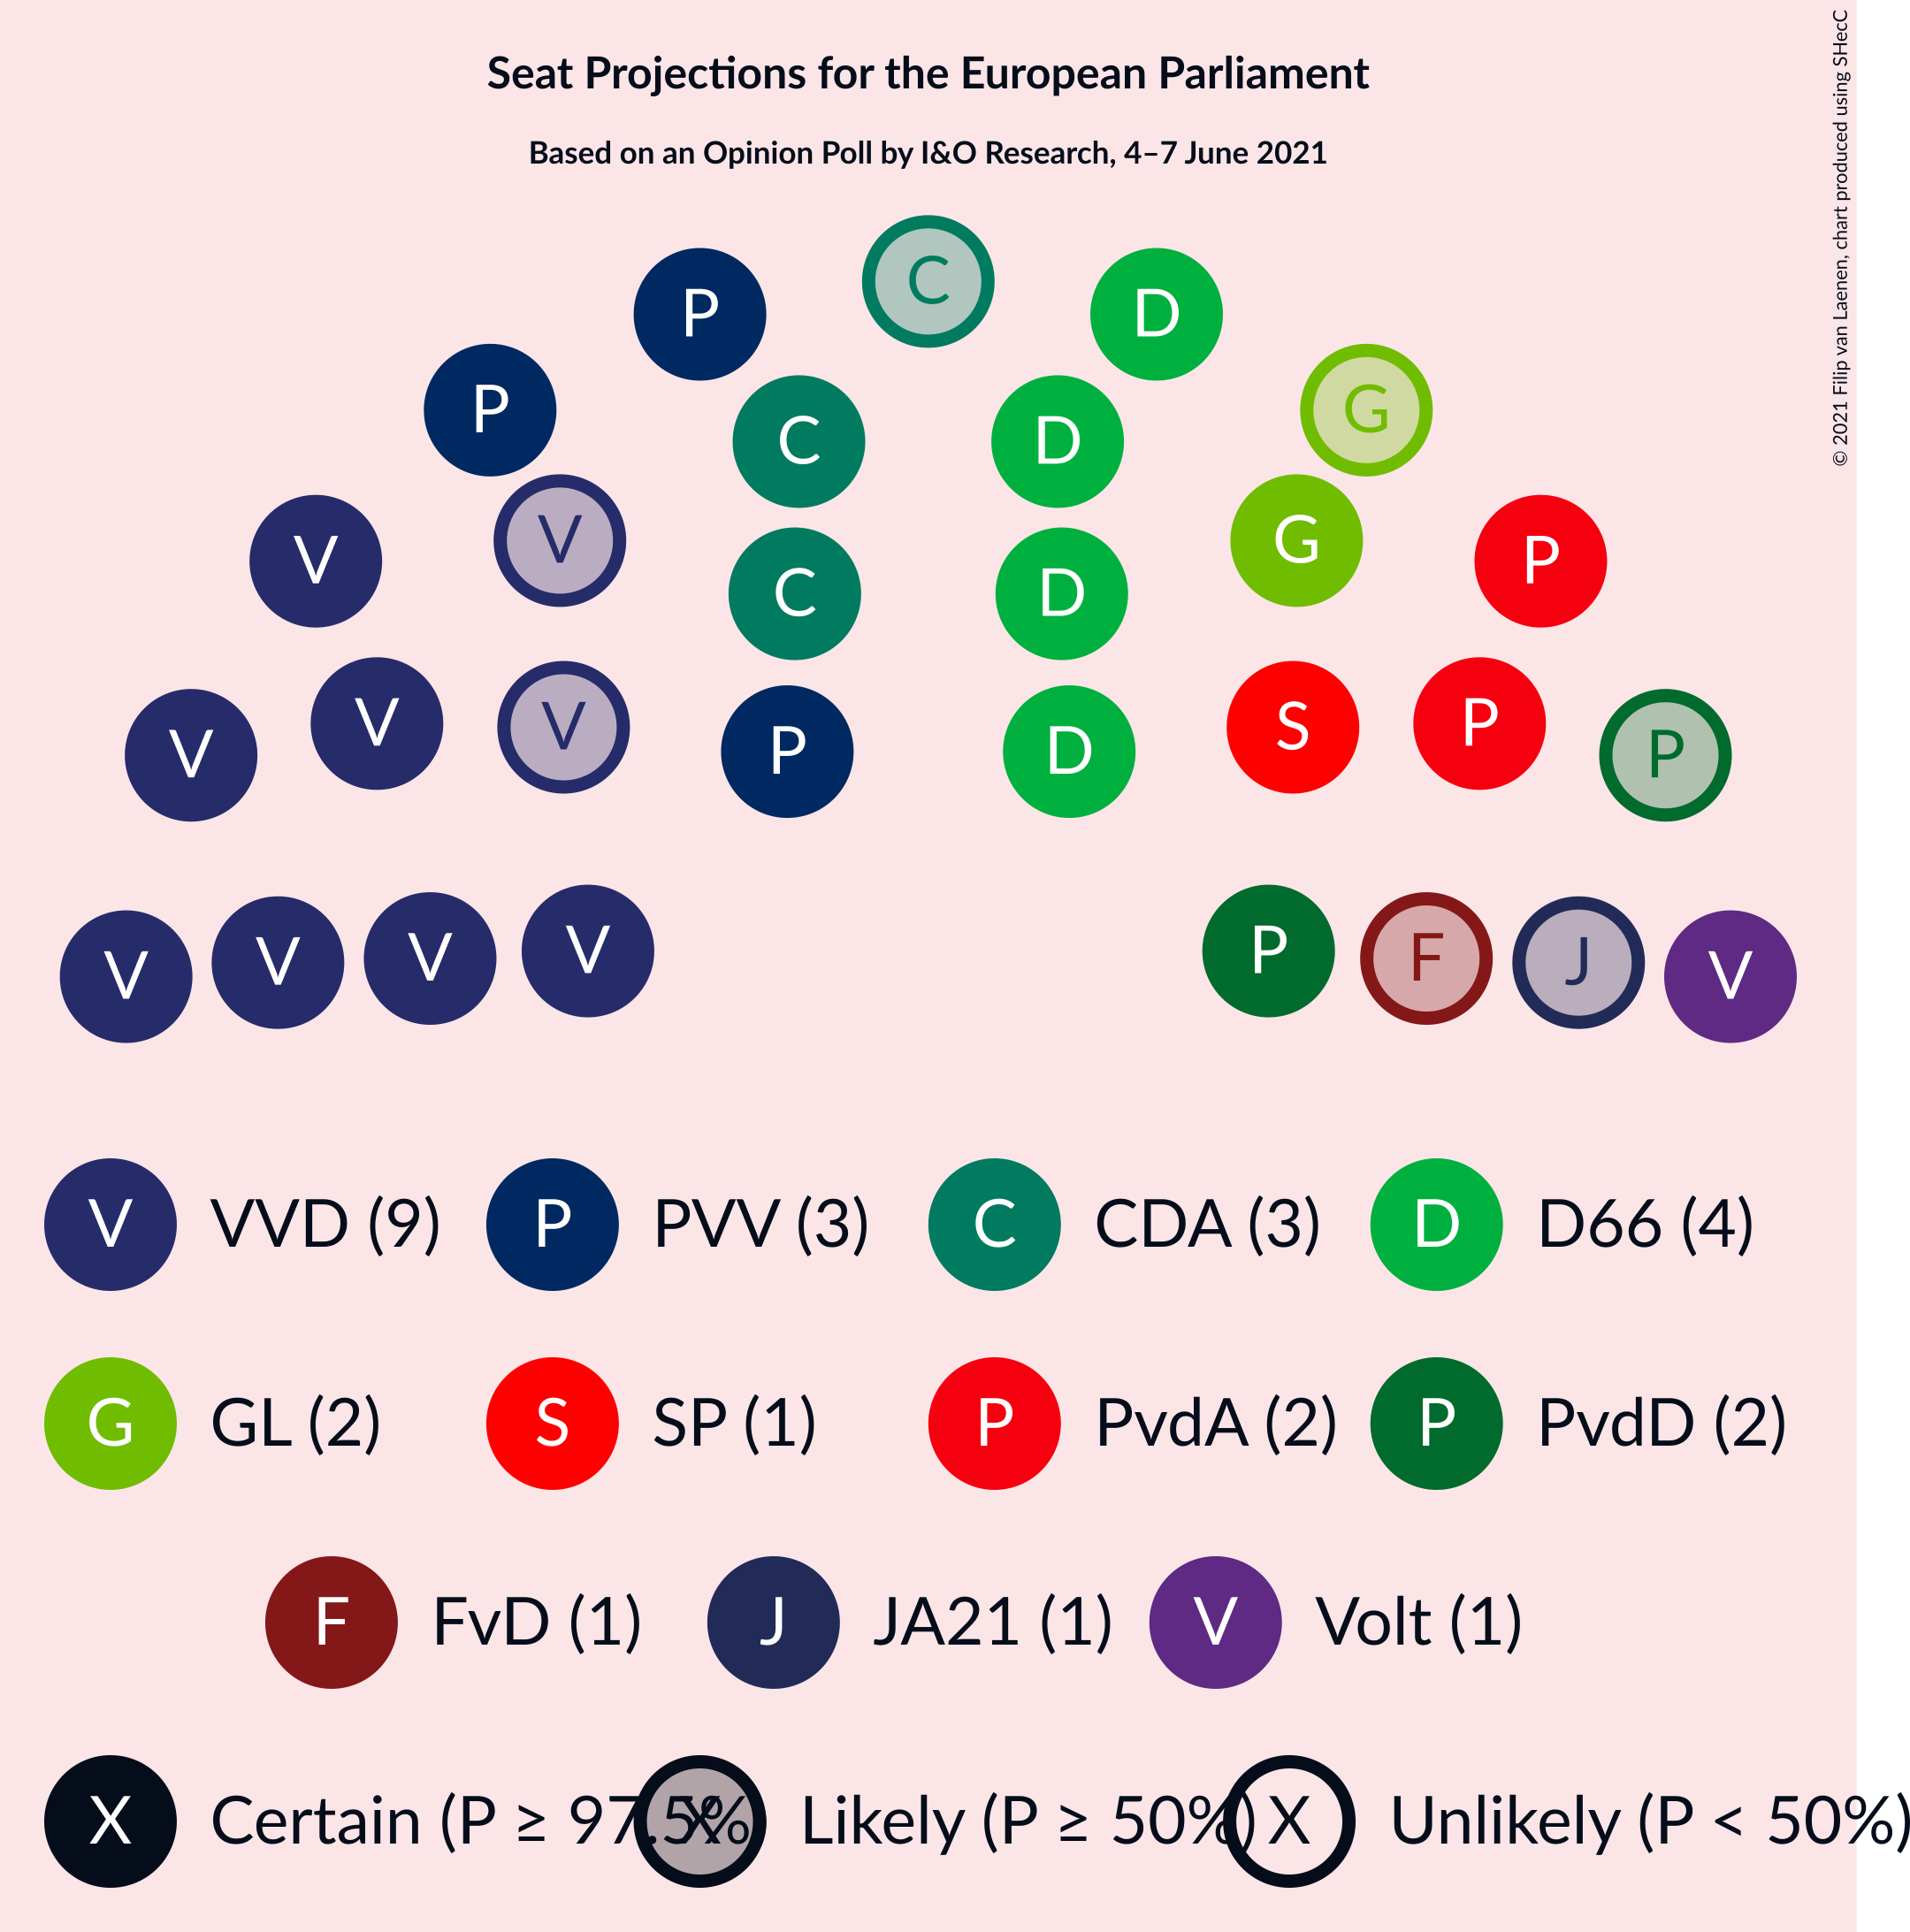 Seat Projections for the European Parliament
Based on an Opinion Poll by I&O Research, 4–7 June 2021
© 2021 Filip van Laenen, chart produced using SHecC
C
P D
P G
C D
V V G P
C D
V V S P
V P D P
V V V V P F J V
V VVD (9) P PVV (3) C CDA (3) D D66 (4)
G GL (2) S SP (1) P PvdA (2) P PvdD (2)
F FvD (1) J JA21 (1) V Volt (1)
X Certain (P ≥ 97.5% X Likely (P ≥ 50%) X Unlikely (P < 50%)